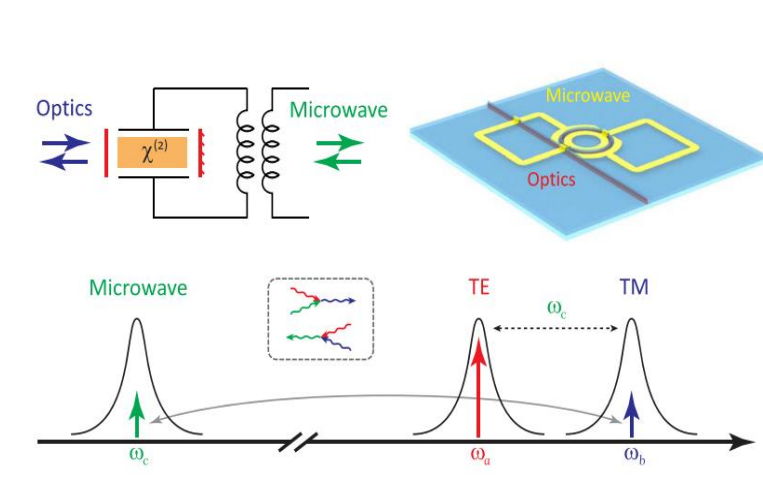 Optics
Microwave
χ(2)
Microwave
Optics
Microwave
TE
TM
ωc
ωc
ωa
ωb